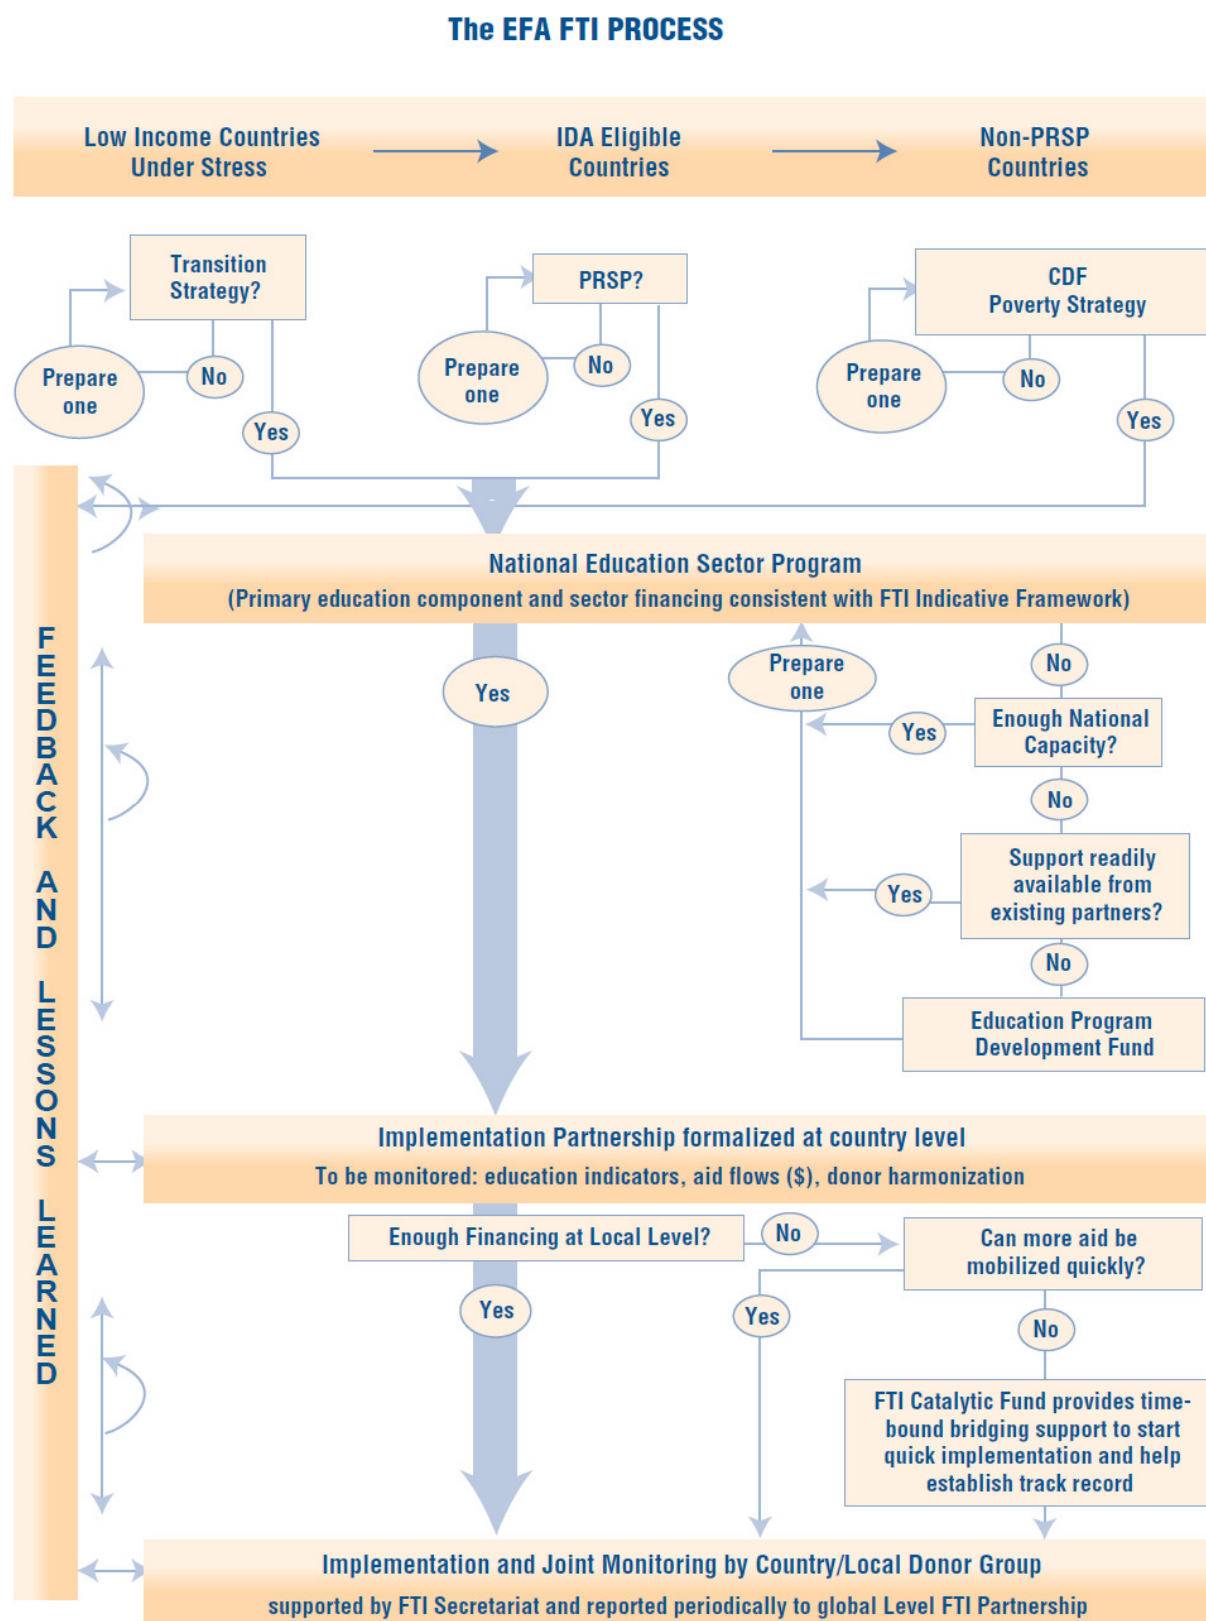 The EFA FTI PROCESS
Low Income Countries
Under Stress
IDA Eligible
Countries
Non-PRSP
Countries
Transition
Strategy?
No
Prepare
one
Yes
PRSP?
No
Prepare
one
Yes
CDF
Poverty Strategy
No
Prepare
one
Yes
FEEDBACK AND LESSONS LEARNED
National Education Sector Program
(Primary education component and sector financing consistent with FTI Indicative Framework)
Yes
Prepare
one
No
Enough National
Capacity?
Yes
No
Support readily
available from
existing partners?
Yes
No
Education Program
Development Fund
Implementation Partnership formalized at country level
To be monitored: education indicators, aid flows ($), donor harmonization
Enough Financing at Local Level?
No
Can more aid be
mobilized quickly?
Yes
Yes
No
FTI Catalytic Fund provides time-
bound bridging support to start
quick implementation and help
establish track record
Implementation and Joint Monitoring by Country/Local Donor Group
supported by FTI Secretariat and reported periodically to global Level FTI Partnership